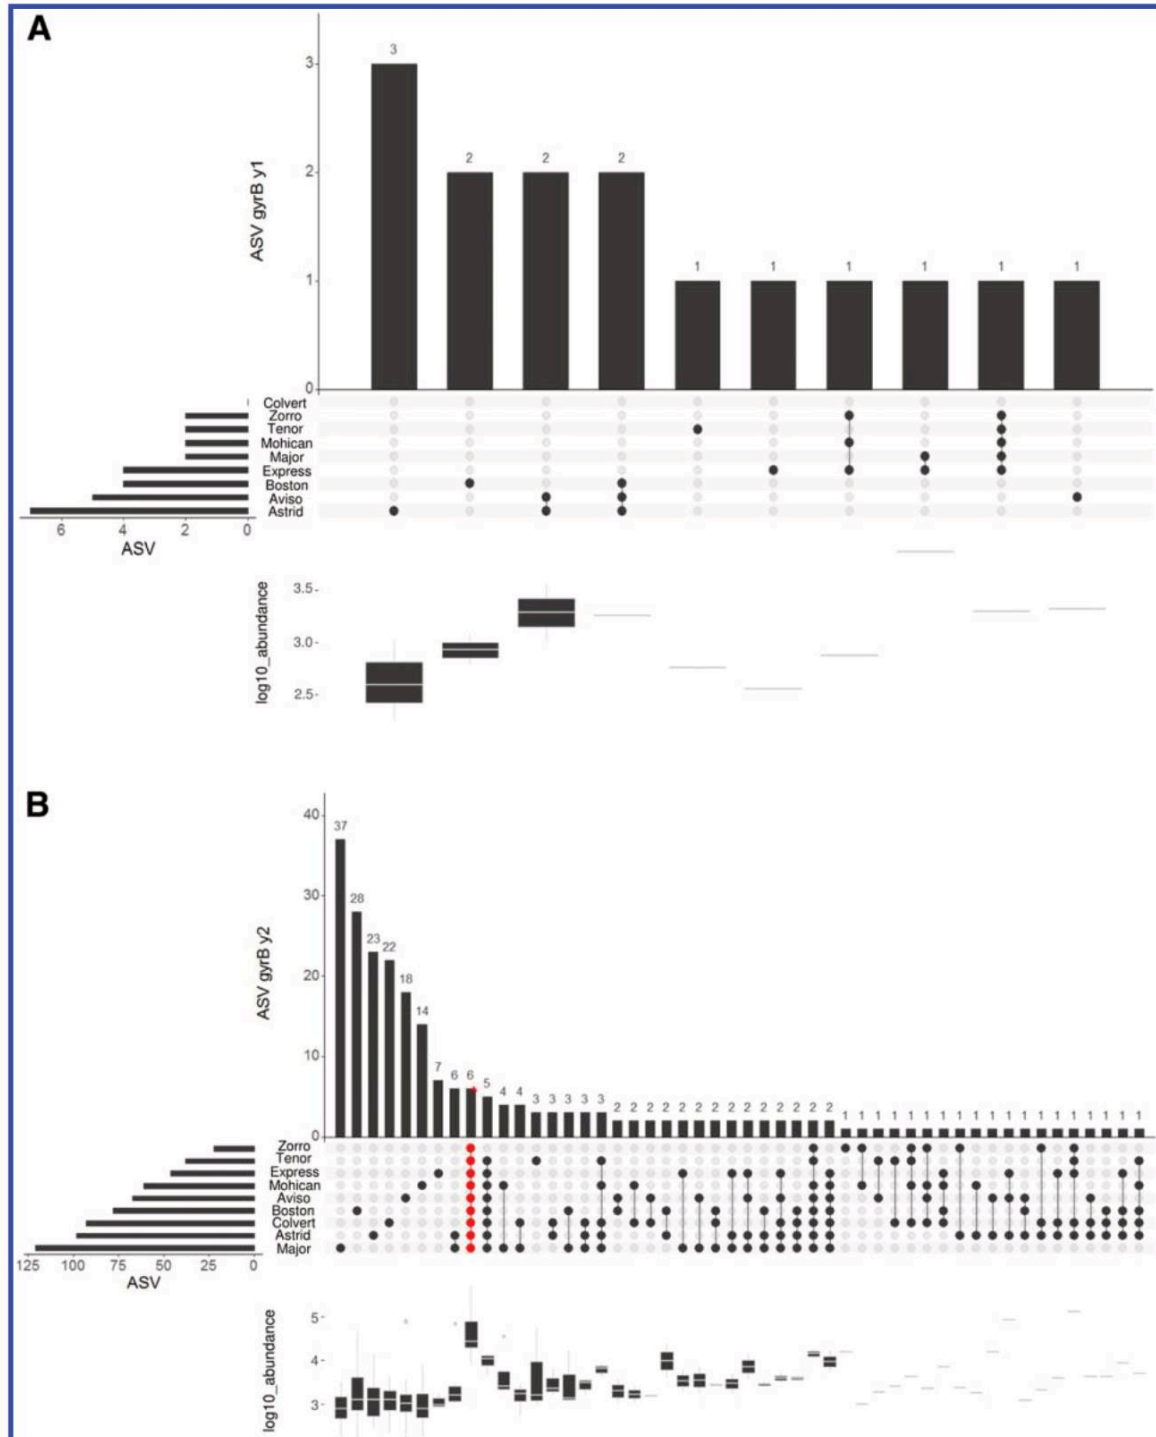 A
3
2 2 2
1 1 1 1 1 1
ASV gyrB y1
3
2
1
0
Colvert
Zorro
Tenor
Mohican
Major
Express
Boston
Aviso
Astrid
6 4 2 0
ASV
log10_abundance
3.5
3.0
2.5
B
ASV gyrB y2
40
30
20
10
0
37
28
23
22
18
14
7 6 6 5 4 4 3 3 3 3 3 2 2 2 2 2 2 2 2 2 2 2 2 2 2 1 1 1 1 1 1 1 1 1 1 1 1 1 1 1 1 1 1 1
Zorro
Tenor
Express
Mohican
Aviso
Boston
Colvert
Astrid
Major
125 100 75 50 25 0
ASV
log10_abundance
5
4
3